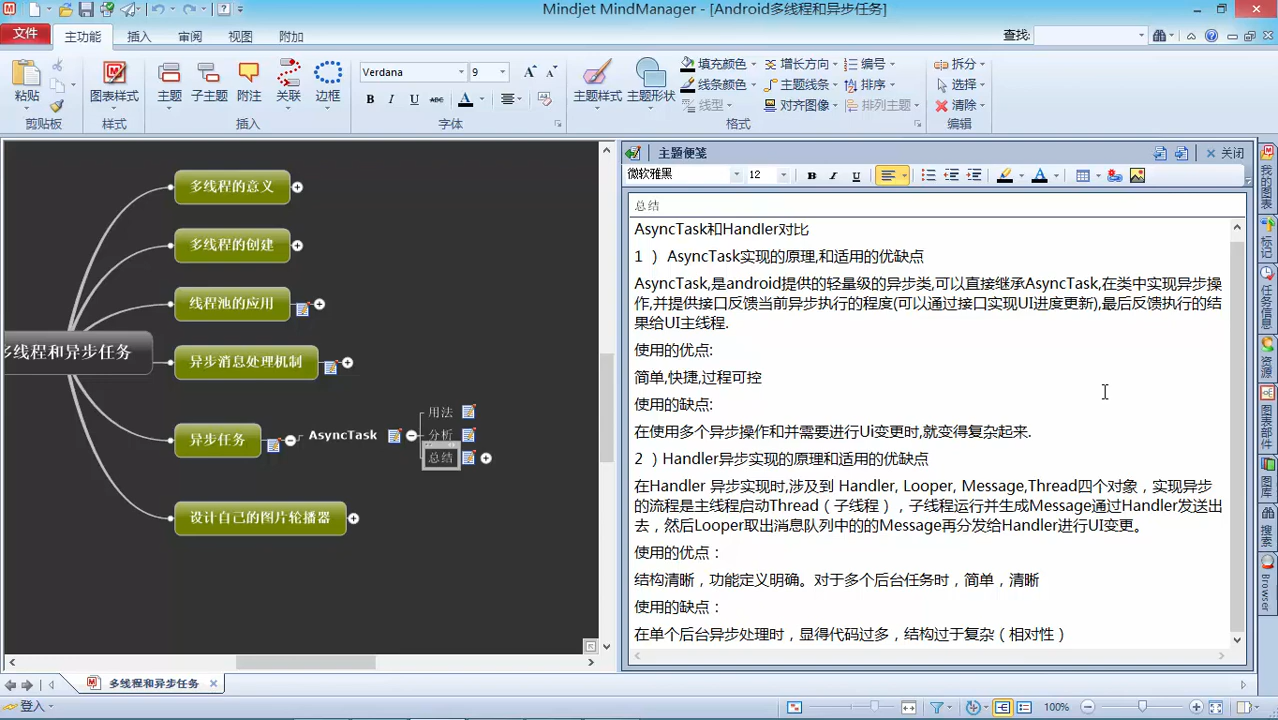 Mindjet MindManager - [Android多线程和异步任务]
文件
主功能
插入
审阅
视图
附加
查找:
粘贴
剪贴板
图表样式
样式
主题
子主题
附注
关联
边框
插入
Verdana
9
B I U ABC A
字体
主题样式
主题形状
填充颜色
线条颜色
线型
增长方向
主题线条
对齐图像
编号
排序
排列主题
格式
拆分
选择
清除
编辑
多线程的意义
多线程的创建
线程池的应用
多线程和异步任务
异步消息处理机制
异步任务
AsyncTask
用法
分析
总结
设计自己的图片轮播器
主题便笺
关闭
微软雅黑
12
B I U
总结
AsyncTask和Handler对比
1 ） AsyncTask实现的原理,和适用的优缺点
AsyncTask,是android提供的轻量级的异步类,可以直接继承AsyncTask,在类中实现异步操
作,并提供接口反馈当前异步执行的程度(可以通过接口实现UI进度更新),最后反馈执行的结
果给UI主线程.
使用的优点:
简单,快捷,过程可控
使用的缺点:
在使用多个异步操作和并需要进行Ui变更时,就变得复杂起来.
2 ）Handler异步实现的原理和适用的优缺点
在Handler 异步实现时,涉及到 Handler, Looper, Message,Thread四个对象，实现异步
的流程是主线程启动Thread（子线程），子线程运行并生成Message通过Handler发送出
去，然后Looper取出消息队列中的的Message再分发给Handler进行UI变更。
使用的优点：
结构清晰，功能定义明确。对于多个后台任务时，简单，清晰
使用的缺点：
在单个后台异步处理时，显得代码过多，结构过于复杂（相对性）
我的图表
标记
任务信息
资源
图表部件
图库
搜索
Browser
多线程和异步任务
登入
100%